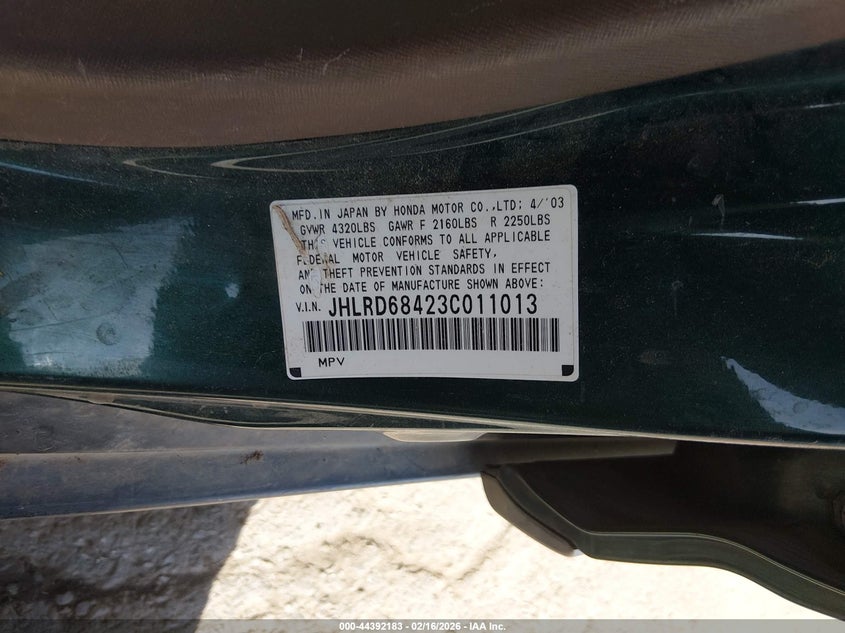 MFD.IN JAPAN BY HONDA MOTOR CO.,LTD; 4/'03
GVWR 4320LBS GAWR F 2160LBS R 2250LBS
THIS VEHICLE CONFORMS TO ALL APPLICABLE
FEDERAL MOTOR VEHICLE SAFETY,
AND THEFT PREVENTION STANDARDS IN EFFECT
ON THE DATE OF MANUFACTURE SHOWN ABOVE:
V.I.N. JHLRD68423C011013
MPV
000-44392183 - 02/16/2026 - IAA Inc.